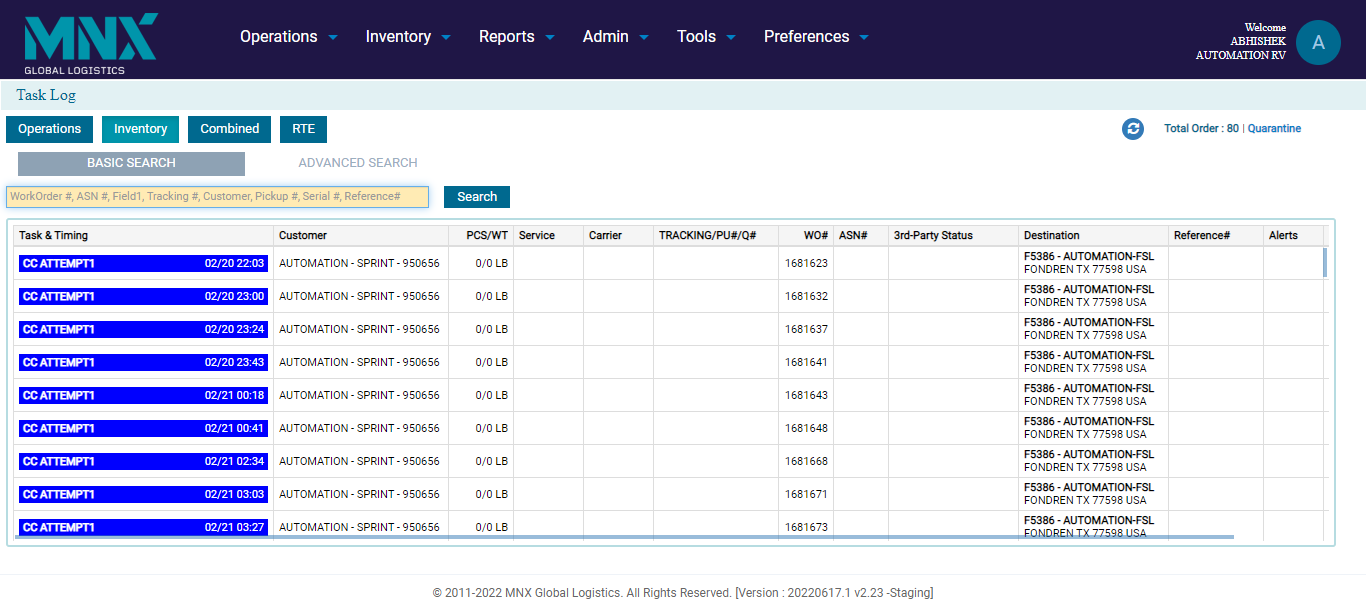 MNX
GLOBAL LOGISTICS
Operations Inventory Reports Admin Tools Preferences
Welcome
ABHISHEK
AUTOMATION RV
A
Task Log
Operations Inventory Combined RTE
Total Order : 80 | Quarantine
BASIC SEARCH ADVANCED SEARCH
WorkOrder #, ASN #, Field1, Tracking #, Customer, Pickup #, Serial #, Reference# Search
Task & Timing Customer PCS/WT Service Carrier TRACKING/PU#/Q# WO# ASN# 3rd-Party Status Destination Reference# Alerts
CC ATTEMPT1 02/20 22:03 AUTOMATION - SPRINT - 950656 0/0 LB 1681623 F5386 - AUTOMATION-FSL
FONDREN TX 77598 USA
CC ATTEMPT1 02/20 23:00 AUTOMATION - SPRINT - 950656 0/0 LB 1681632 F5386 - AUTOMATION-FSL
FONDREN TX 77598 USA
CC ATTEMPT1 02/20 23:24 AUTOMATION - SPRINT - 950656 0/0 LB 1681637 F5386 - AUTOMATION-FSL
FONDREN TX 77598 USA
CC ATTEMPT1 02/20 23:43 AUTOMATION - SPRINT - 950656 0/0 LB 1681641 F5386 - AUTOMATION-FSL
FONDREN TX 77598 USA
CC ATTEMPT1 02/21 00:18 AUTOMATION - SPRINT - 950656 0/0 LB 1681643 F5386 - AUTOMATION-FSL
FONDREN TX 77598 USA
CC ATTEMPT1 02/21 00:41 AUTOMATION - SPRINT - 950656 0/0 LB 1681648 F5386 - AUTOMATION-FSL
FONDREN TX 77598 USA
CC ATTEMPT1 02/21 02:34 AUTOMATION - SPRINT - 950656 0/0 LB 1681668 F5386 - AUTOMATION-FSL
FONDREN TX 77598 USA
CC ATTEMPT1 02/21 03:03 AUTOMATION - SPRINT - 950656 0/0 LB 1681671 F5386 - AUTOMATION-FSL
FONDREN TX 77598 USA
CC ATTEMPT1 02/21 03:27 AUTOMATION - SPRINT - 950656 0/0 LB 1681673 F5386 - AUTOMATION-FSL
FONDREN TX 77598 USA
© 2011-2022 MNX Global Logistics. All Rights Reserved. [Version : 20220617.1 v2.23 -Staging]